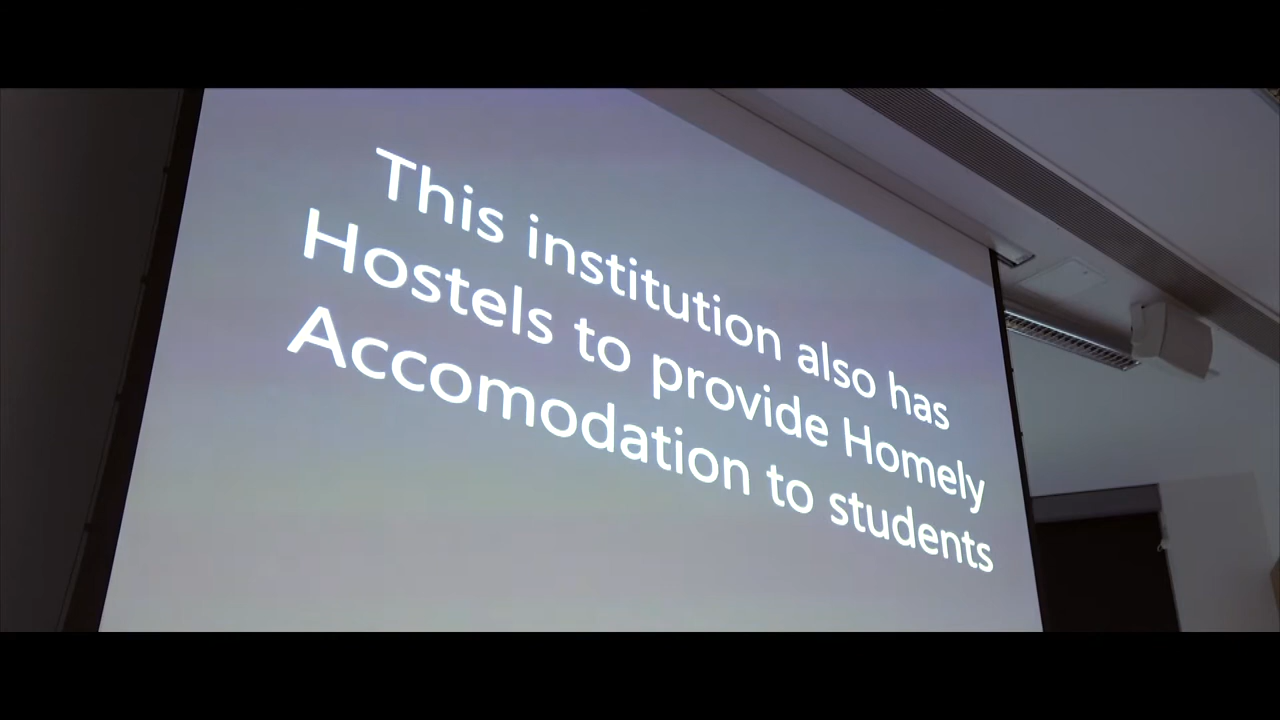 This institution also has
Hostels to provide Homely
Accomodation to students